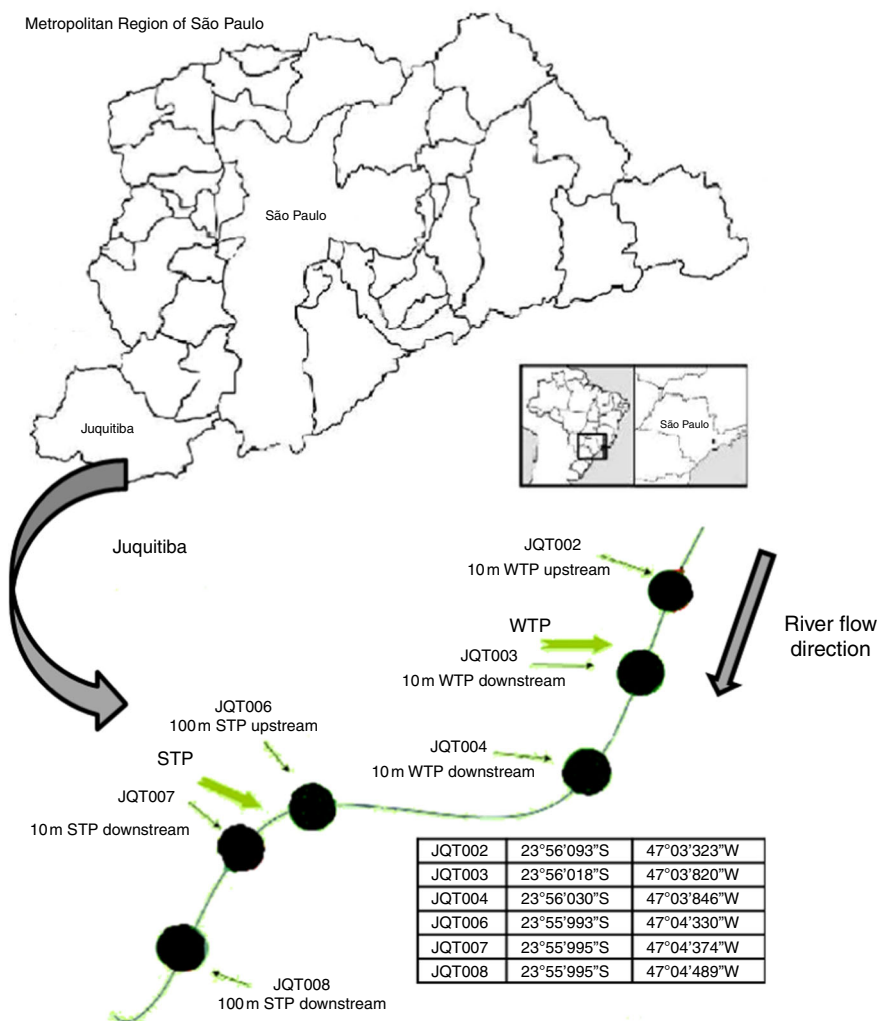 Metropolitan Region of São Paulo
São Paulo
Juquitiba
São Paulo
Juquitiba
JQT002
10 m WTP upstream
WTP
JQT003
10 m WTP downstream
River flow
direction
JQT006
100 m STP upstream
STP
JQT004
10 m WTP downstream
JQT007
10 m STP downstream
JQT008
100 m STP downstream
JQT002 23°56'093"S 47°03'323"W
JQT003 23°56'018"S 47°03'820"W
JQT004 23°56'030"S 47°03'846"W
JQT006 23°55'993"S 47°04'330"W
JQT007 23°55'995"S 47°04'374"W
JQT008 23°55'995"S 47°04'489"W